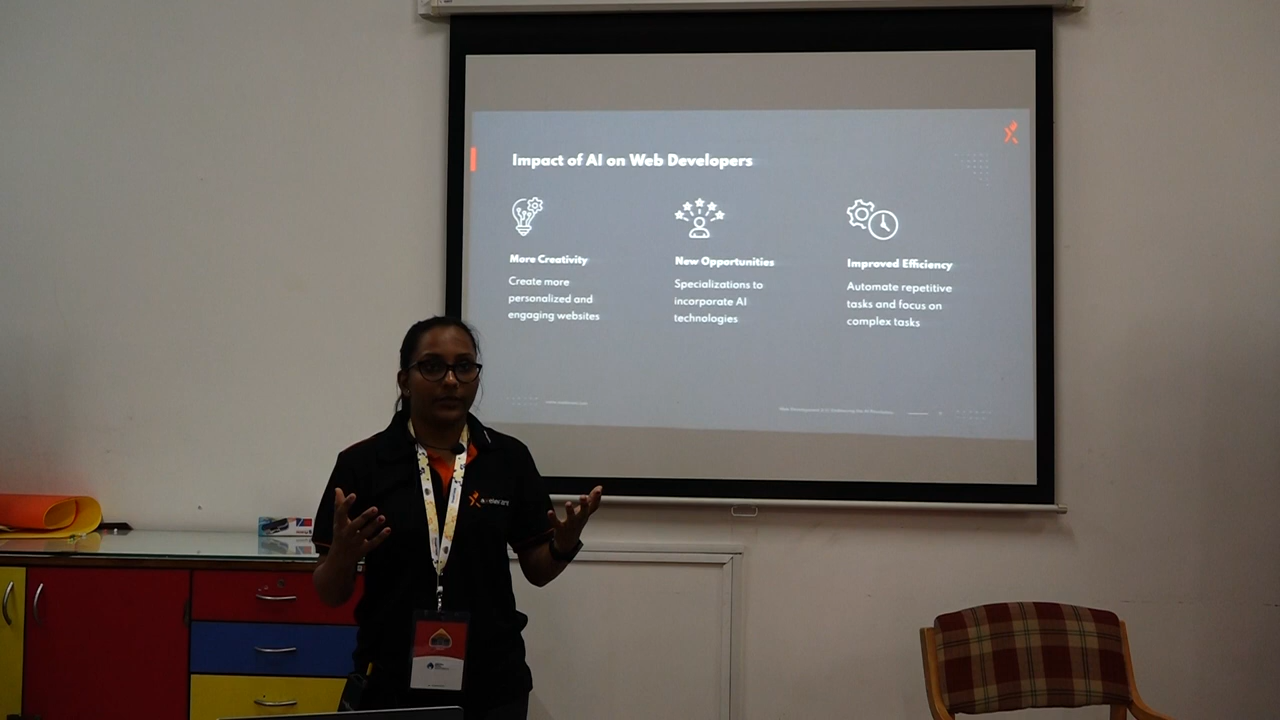 Impact of AI on Web Developers
More Creativity
Create more
personalized and
engaging websites
New Opportunities
Specializations to
incorporate AI
technologies
Improved Efficiency
Automate repetitive
tasks and focus on
complex tasks